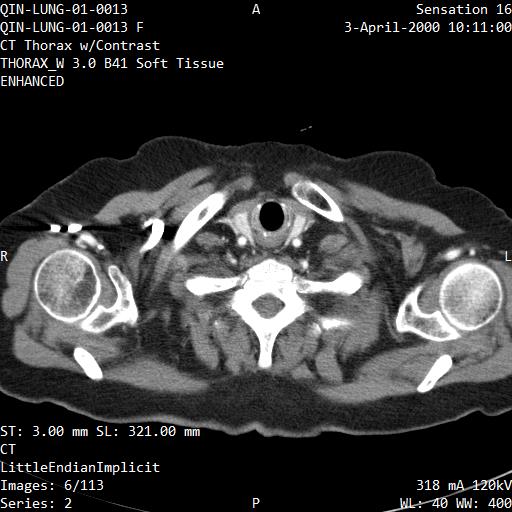 QIN-LUNG-01-0013
A
Sensation 16
QIN-LUNG-01-0013 F
3-April-2000 10:11:00
CT Thorax w/Contrast
THORAX_W 3.0 B41 Soft Tissue
ENHANCED
R
L
ST: 3.00 mm SL: 321.00 mm
CT
LittleEndianImplicit
Images: 6/113
318 mA 120kV
Series: 2
P
WL: 40 WW: 400